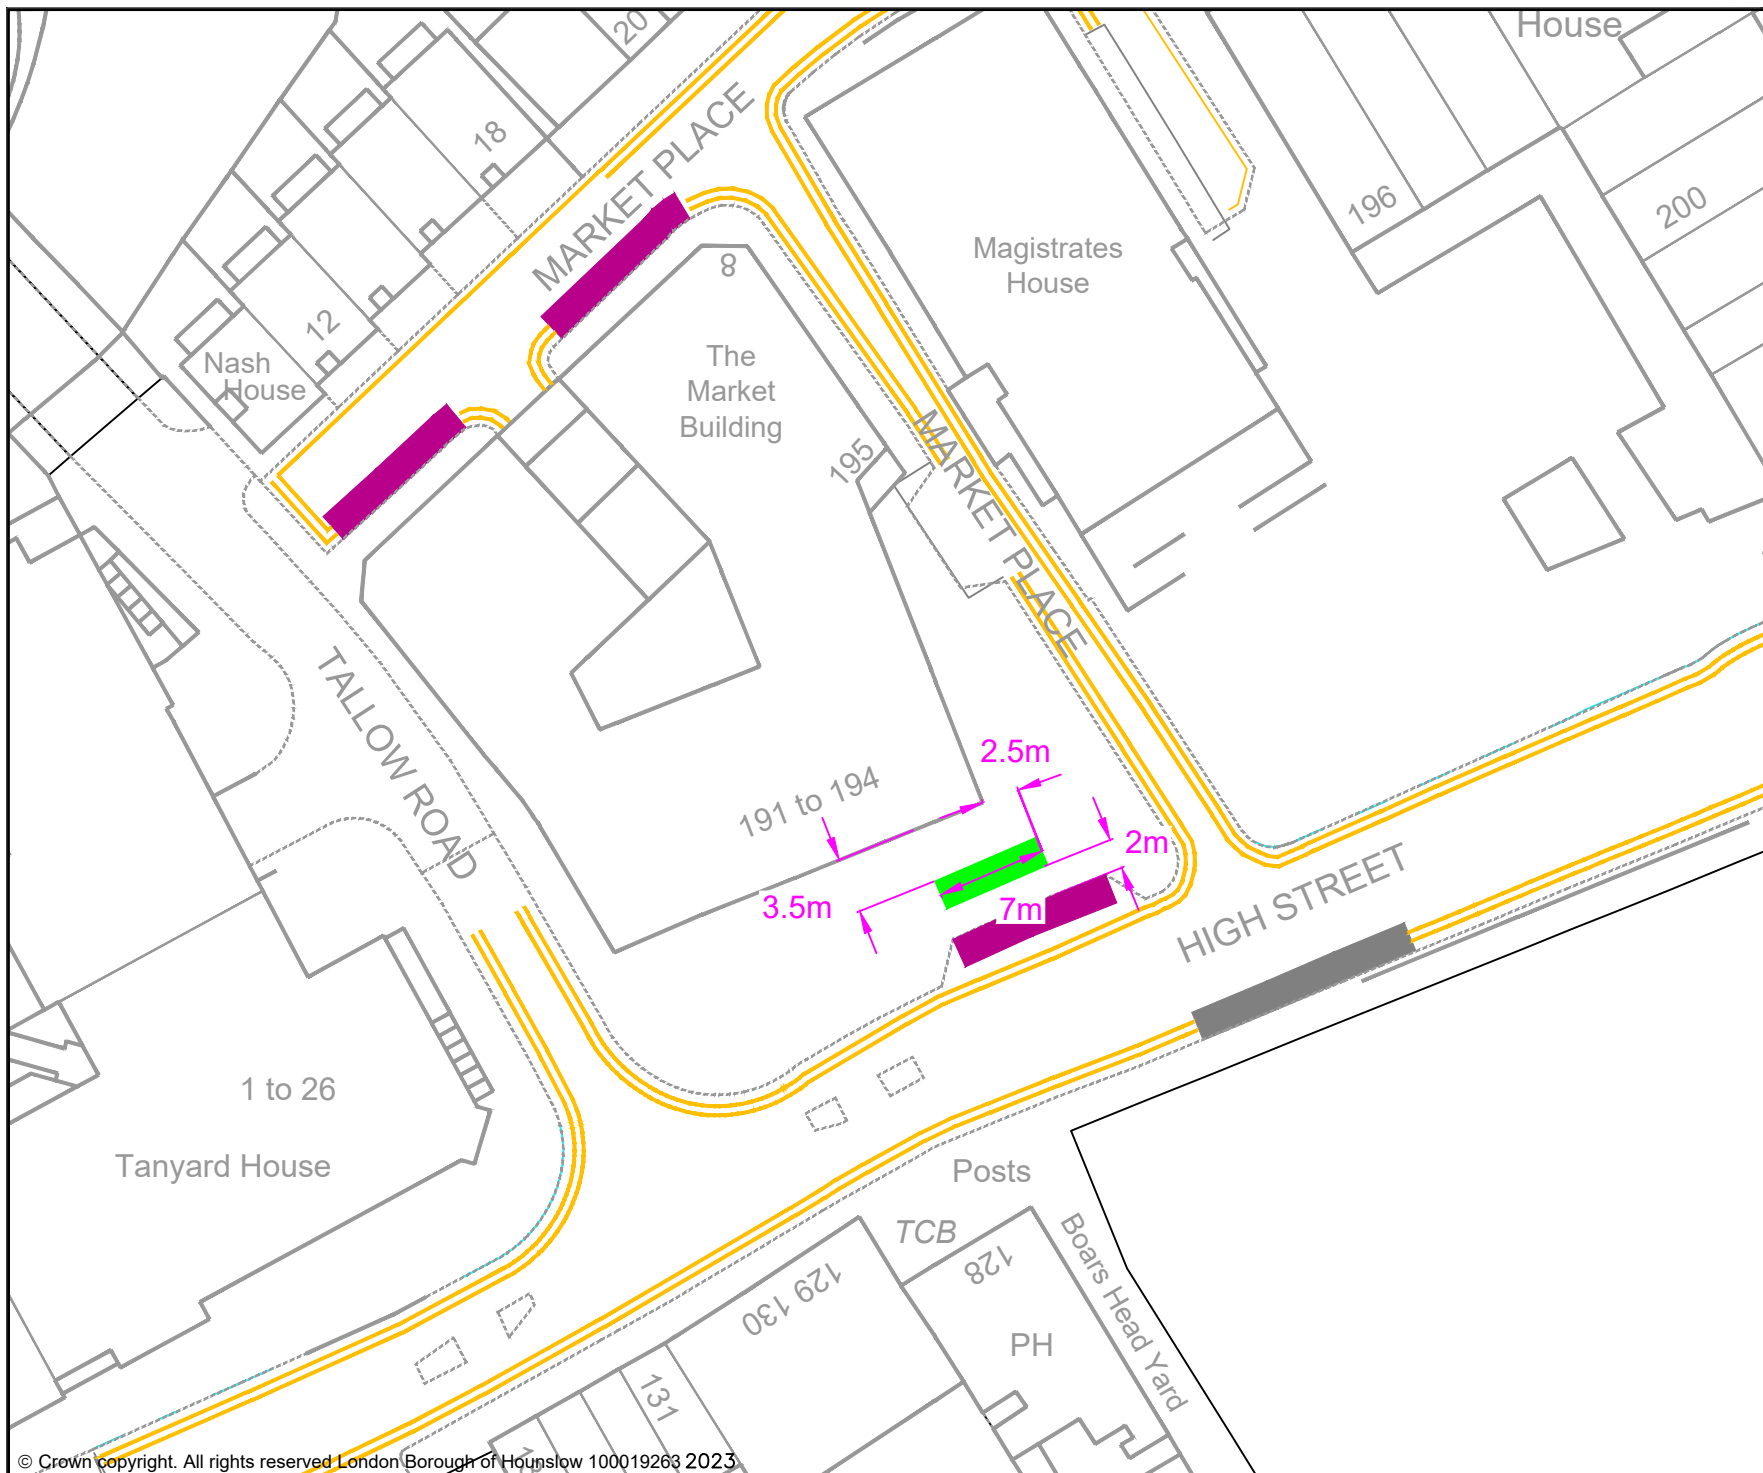 House
20
18
MARKET PLACE
196
200
Magistrates
House
8
12
Nash
House
The
Market
Building
195
MARKET PLACE
TALLOW ROAD
2.5m
191 to 194
2m
3.5m
7m
HIGH STREET
1 to 26
Tanyard House
Posts
TCB
128
129 130
Boars Head Yard
PH
131
© Crown copyright. All rights reserved London Borough of Hounslow 100019263 2023